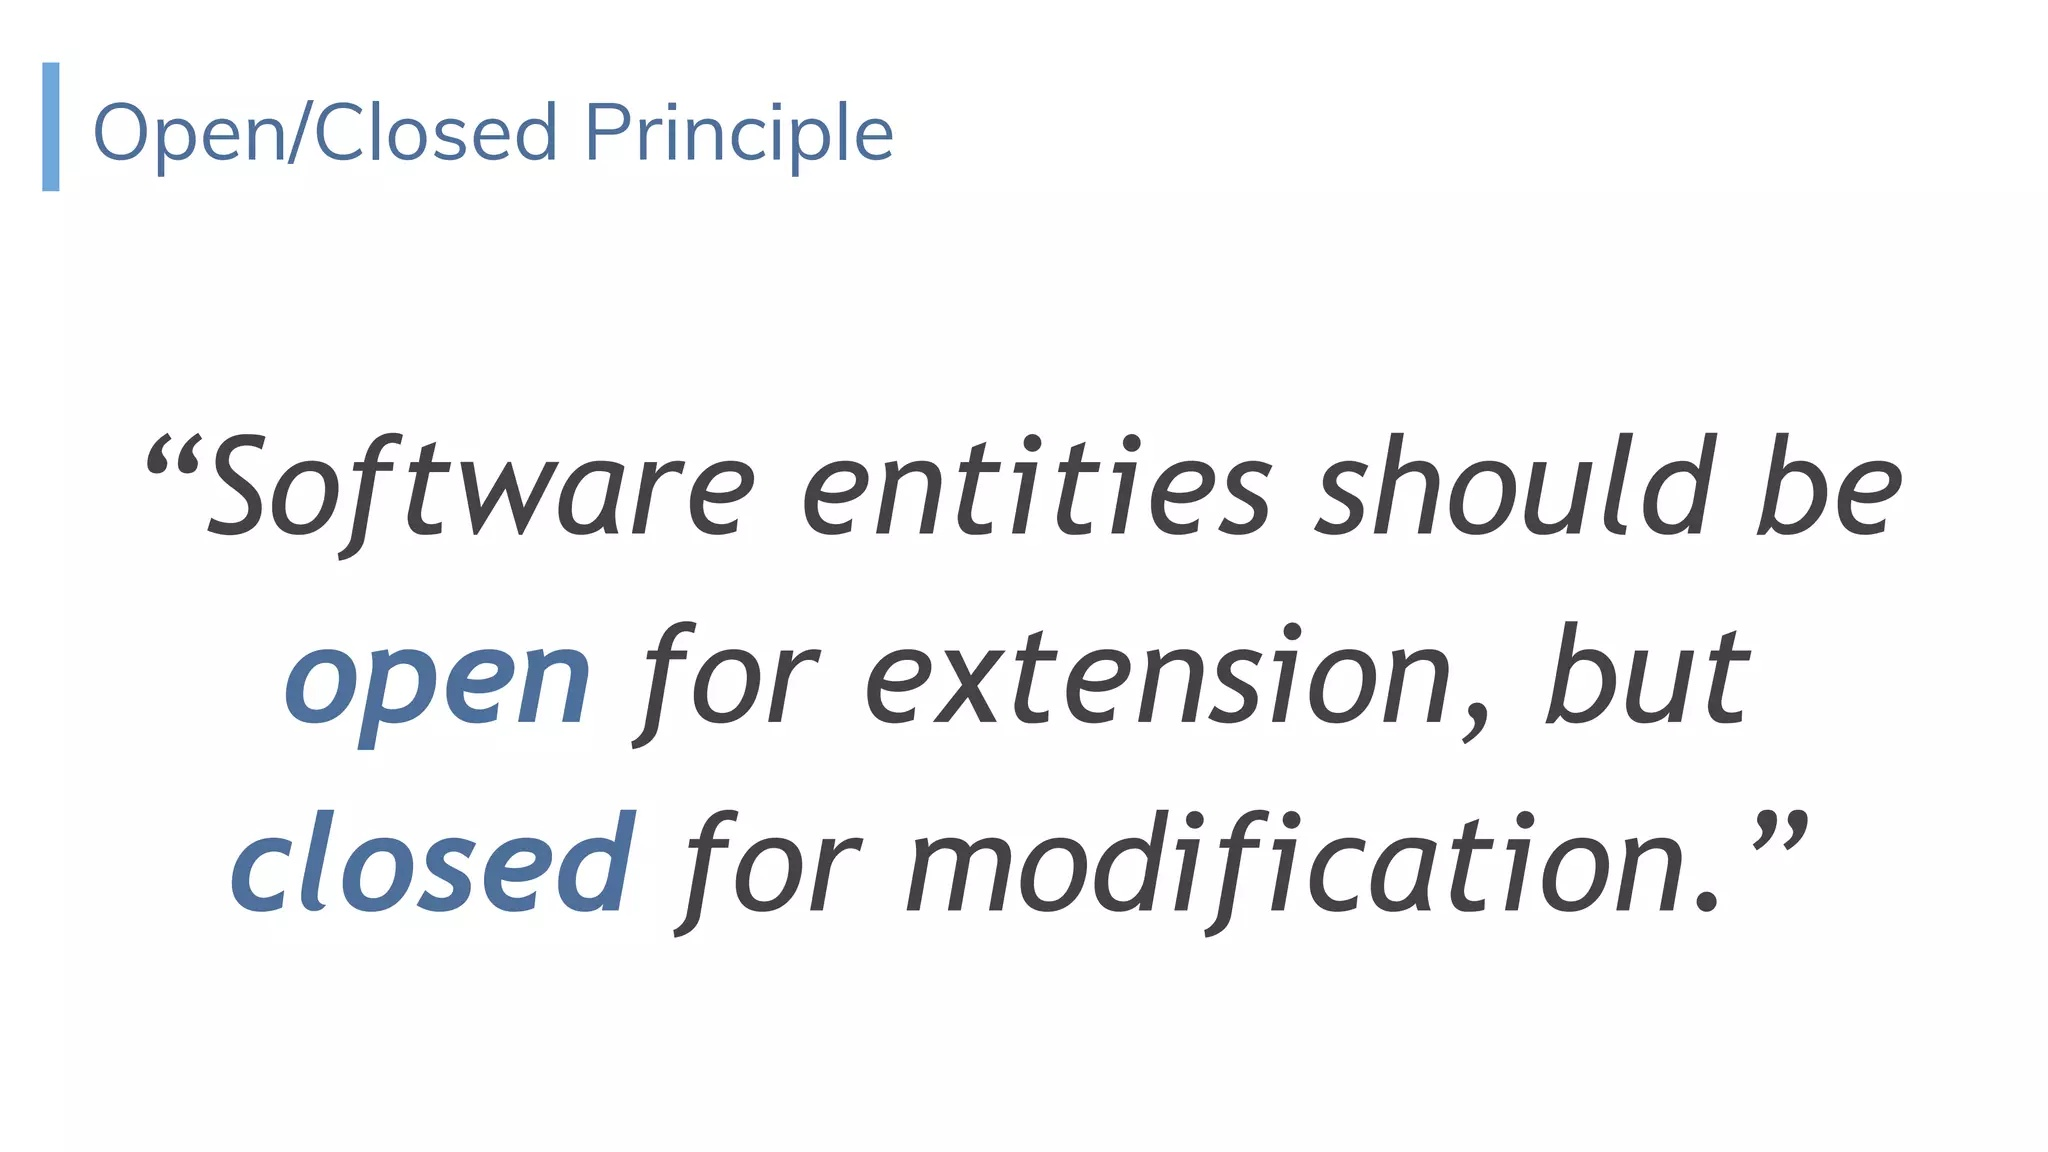 Open/Closed Principle
“Software entities should be
open for extension, but
closed for modification.”